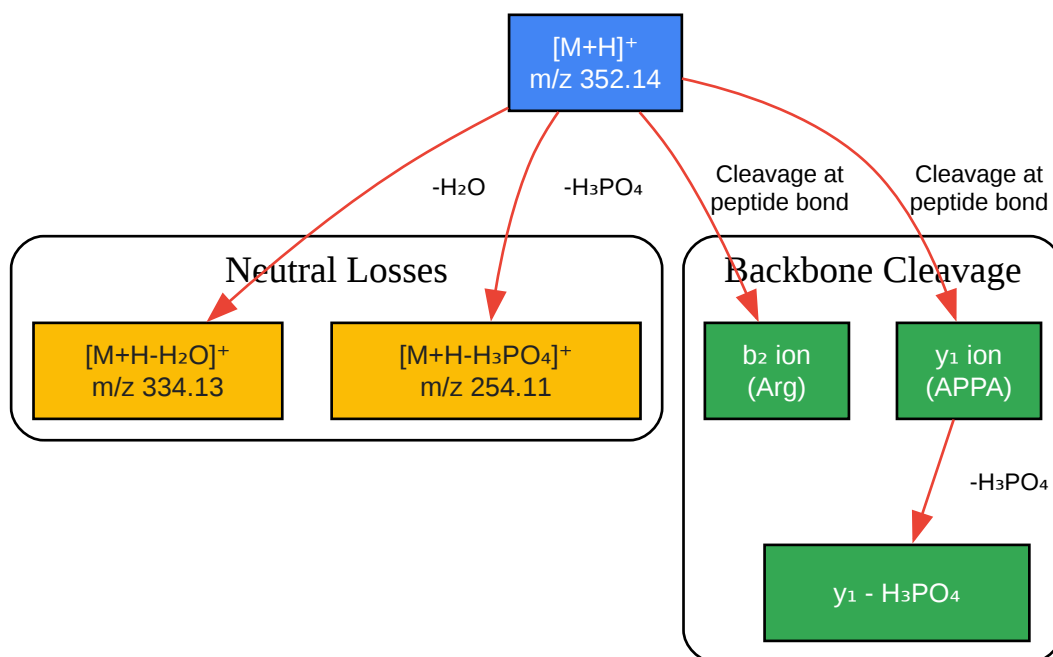 [M+H]⁺
m/z 352.14
-H₂O
-H₃PO₄
Cleavage at
peptide bond
Cleavage at
peptide bond
Neutral Losses
Backbone Cleavage
[M+H-H₂O]⁺
m/z 334.13
[M+H-H₃PO₄]⁺
m/z 254.11
b₂ ion
(Arg)
y₁ ion
(APPA)
-H₃PO₄
y₁ - H₃PO₄